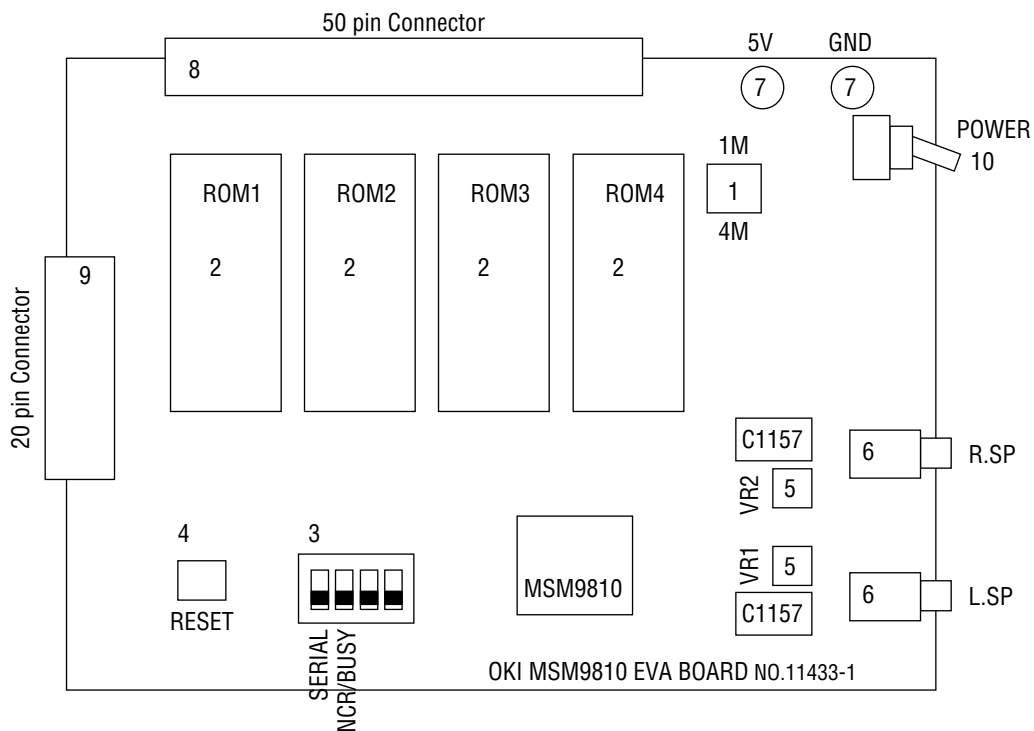 50 pin Connector
8
5V
GND
7
7
POWER
10
1M
1
4M
ROM1
ROM2
ROM3
ROM4
2
2
2
2
9
20 pin Connector
C1157
6
R.SP
VR2
5
4
3
MSM9810
VR1
5
6
L.SP
C1157
RESET
SERIAL
NCR/BUSY
OKI MSM9810 EVA BOARD NO.11433-1